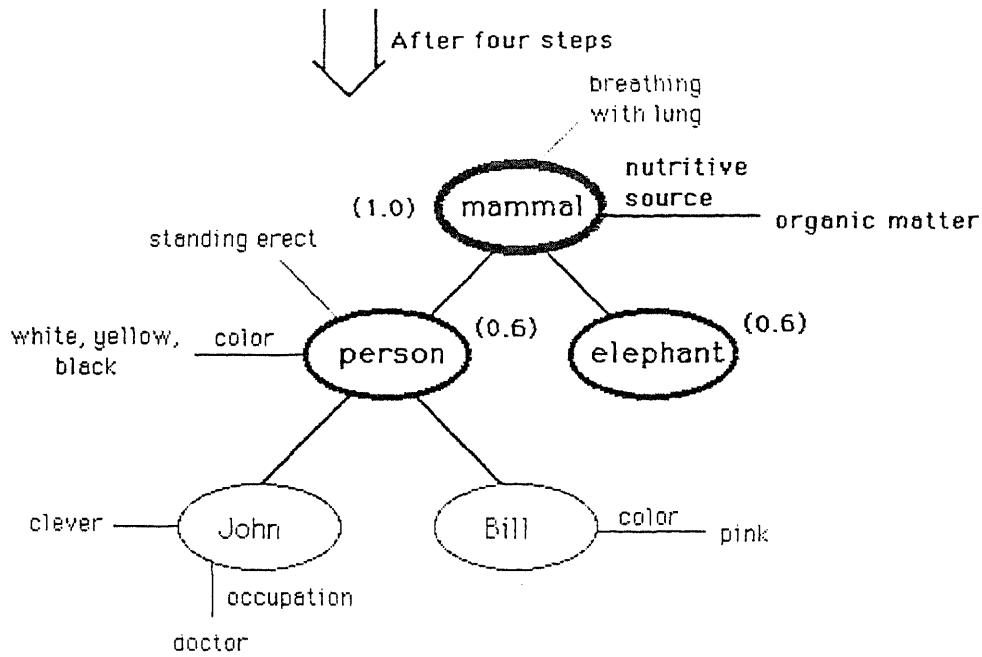 After four steps
breathing
with lung
nutritive
source
(1.0)
mammal
organic matter
standing erect
white, yellow,
black
color
person
(0.6)
elephant
(0.6)
clever
John
occupation
doctor
Bill
color
pink